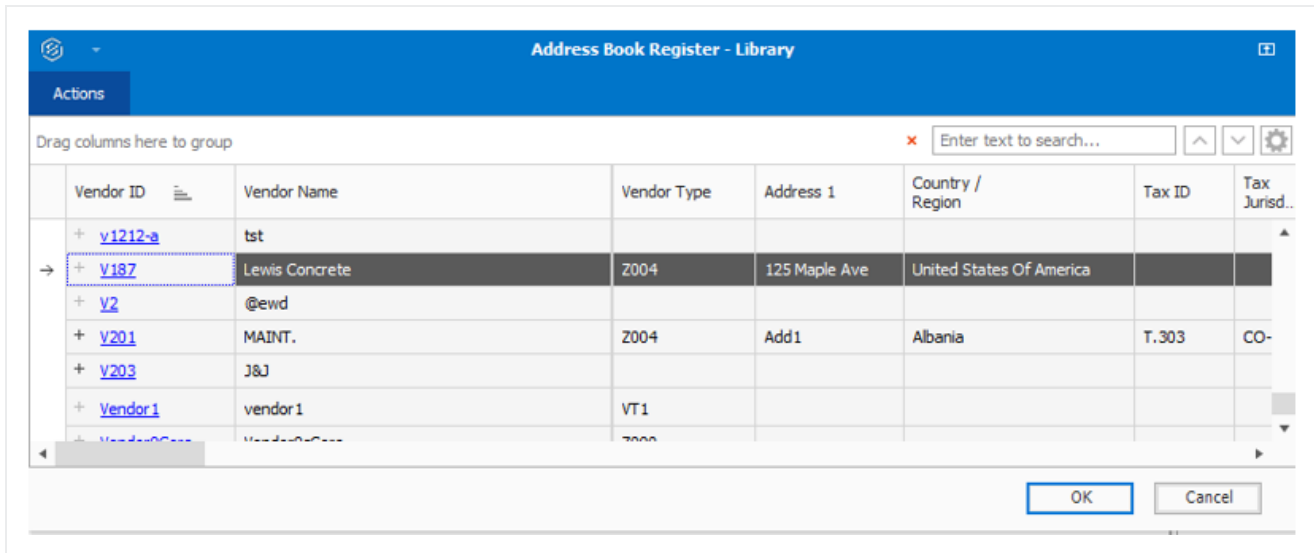 Address Book Register - Library
Actions
Drag columns here to group
Enter text to search...
Vendor ID Vendor Name Vendor Type Address 1 Country / Region Tax ID Tax Jurisd..
v1212-a tst
V187 Lewis Concrete Z004 125 Maple Ave United States Of America
V2 @ewd
V201 MAINT. Z004 Add1 Albania T.303 CO-
V203 J&J
Vendor1 vendor1 VT1
OK Cancel